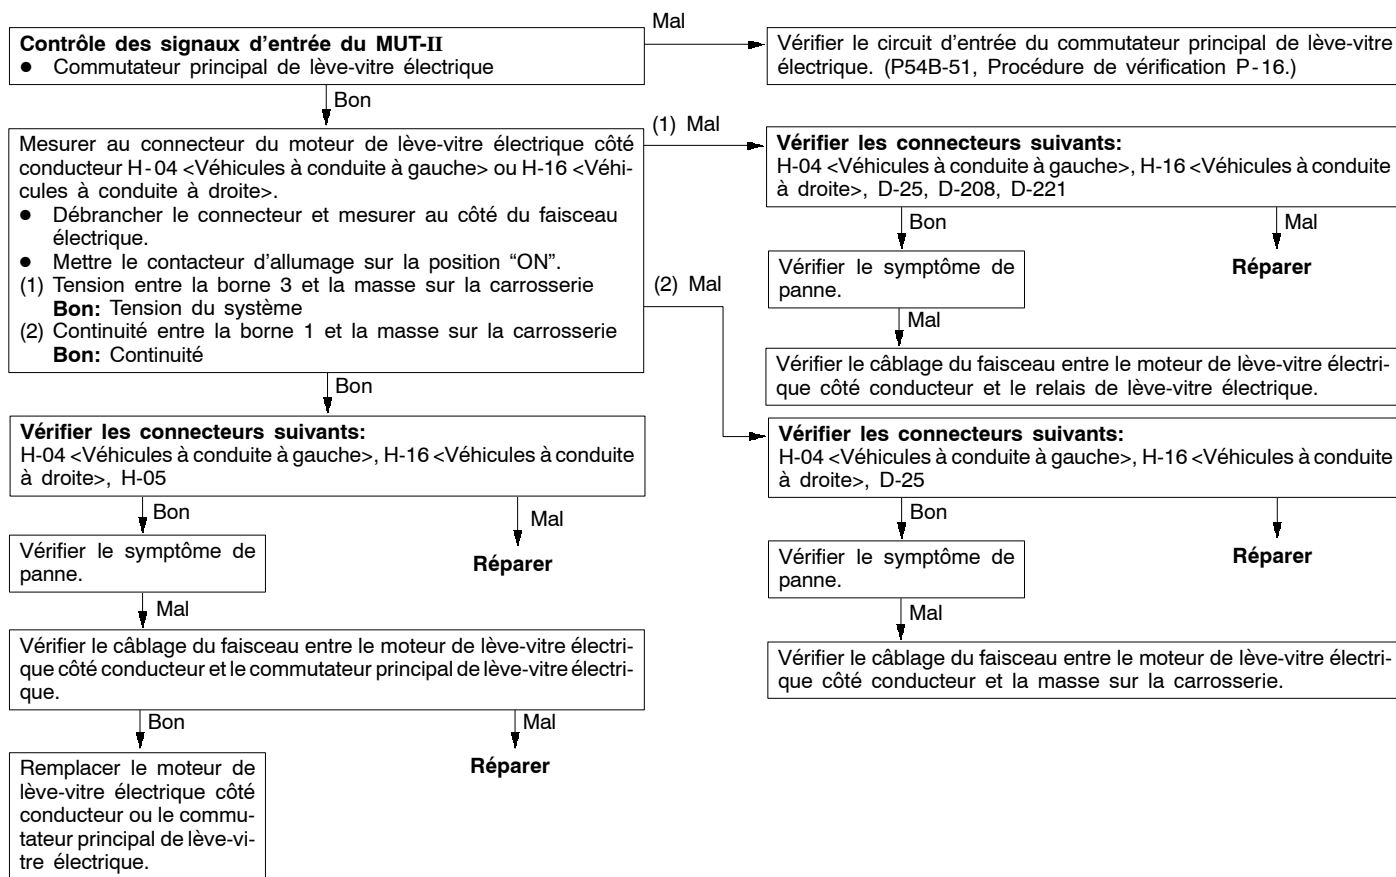 Contrôle des signaux d'entrée du MUT-II
● Commutateur principal de lève-vitre électrique
Mal
Vérifier le circuit d'entrée du commutateur principal de lève-vitre
électrique. (P54B-51, Procédure de vérification P-16.)
Bon
Mesurer au connecteur du moteur de lève-vitre électrique côté
conducteur H-04 <Véhicules à conduite à gauche> ou H-16 <Véhi-
cules à conduite à droite>.
● Débrancher le connecteur et mesurer au côté du faisceau
électrique.
● Mettre le contacteur d'allumage sur la position “ON”.
(1) Tension entre la borne 3 et la masse sur la carrosserie
Bon: Tension du système
(2) Continuité entre la borne 1 et la masse sur la carrosserie
Bon: Continuité
(1) Mal
Vérifier les connecteurs suivants:
H-04 <Véhicules à conduite à gauche>, H-16 <Véhicules à conduite
à droite>, D-25, D-208, D-221
Bon
Mal
Vérifier le symptôme de
panne.
Réparer
Mal
Vérifier le câblage du faisceau entre le moteur de lève-vitre électri-
que côté conducteur et le relais de lève-vitre électrique.
(2) Mal
Vérifier les connecteurs suivants:
H-04 <Véhicules à conduite à gauche>, H-16 <Véhicules à conduite
à droite>, D-25
Bon
Mal
Vérifier le symptôme de
panne.
Réparer
Mal
Vérifier le câblage du faisceau entre le moteur de lève-vitre électri-
que côté conducteur et la masse sur la carrosserie.
Bon
Vérifier les connecteurs suivants:
H-04 <Véhicules à conduite à gauche>, H-16 <Véhicules à conduite
à droite>, H-05
Bon
Mal
Vérifier le symptôme de
panne.
Réparer
Mal
Vérifier le câblage du faisceau entre le moteur de lève-vitre électri-
que côté conducteur et le commutateur principal de lève-vitre électri-
que.
Bon
Mal
Remplacer le moteur de
lève-vitre électrique côté
conducteur ou le commu-
tateur principal de lève-vi-
tre électrique.
Réparer